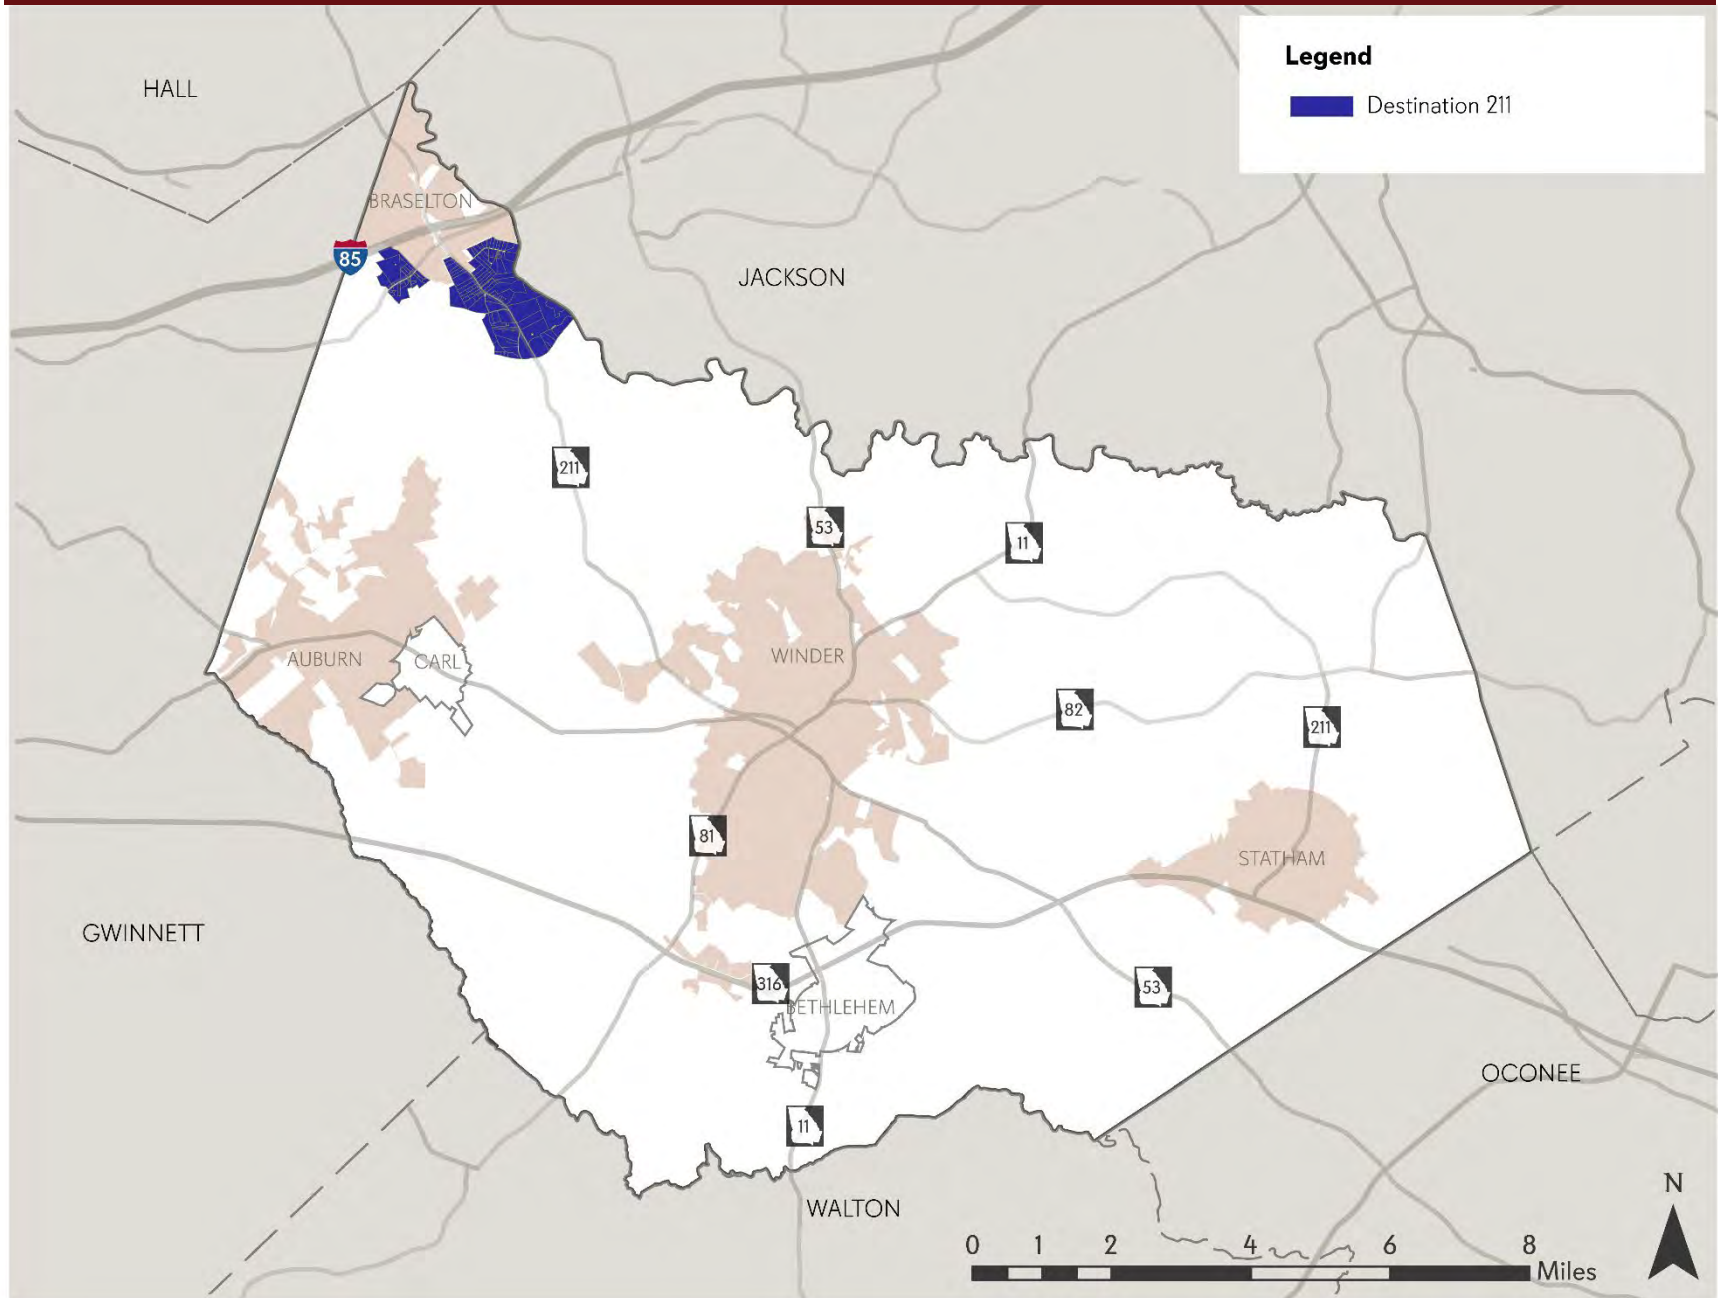 Legend
Destination 211
HALL
BRASELTON
85
JACKSON
211
53
11
AUBURN
CARL
WINDER
82
211
81
STATHAM
GWINNETT
316
BETHLEHEM
53
OCONEE
11
WALTON
N
0 1 2 4 6 8
Miles